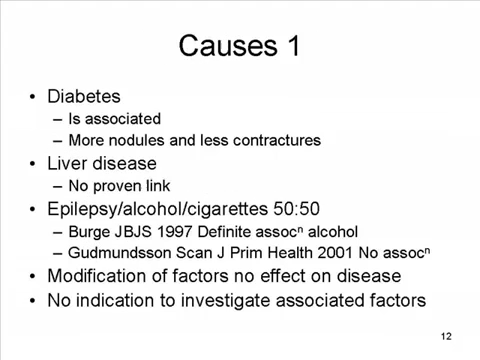 Causes 1
• Diabetes
– Is associated
– More nodules and less contractures
• Liver disease
– No proven link
• Epilepsy/alcohol/cigarettes 50:50
– Burge JBJS 1997 Definite assocⁿ alcohol
– Gudmundsson Scan J Prim Health 2001 No assocⁿ
• Modification of factors no effect on disease
• No indication to investigate associated factors
12